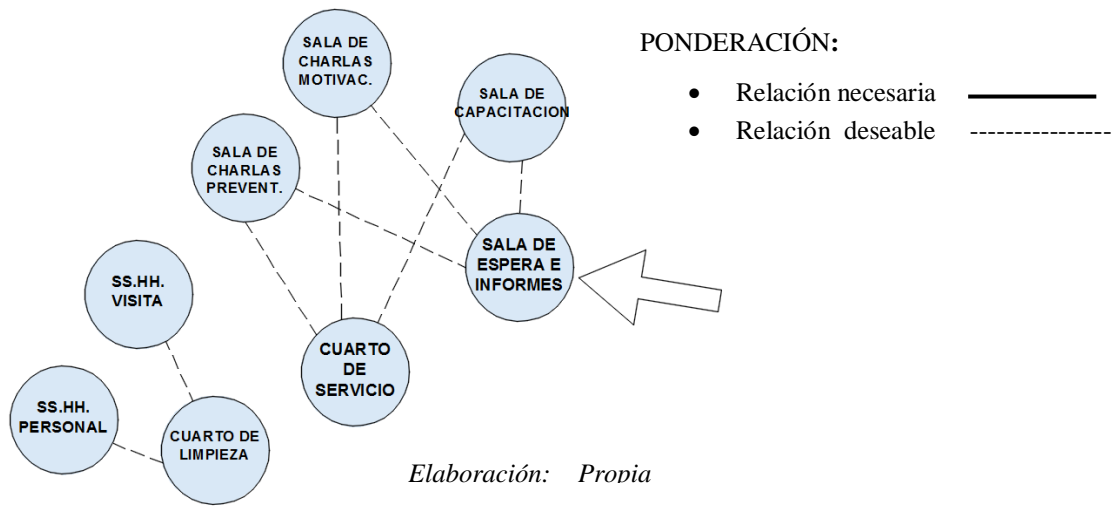 SALA DE
CHARLAS
MOTIVAC.
SALA DE
CAPACITACION
SALA DE
CHARLAS
PREVENT.
SALA DE
ESPERA E
INFORMES
SS.HH.
VISITA
CUARTO
DE
SERVICIO
SS.HH.
PERSONAL
CUARTO DE
LIMPIEZA
PONDERACIÓN:
• Relación necesaria
• Relación deseable
Elaboración: Propia